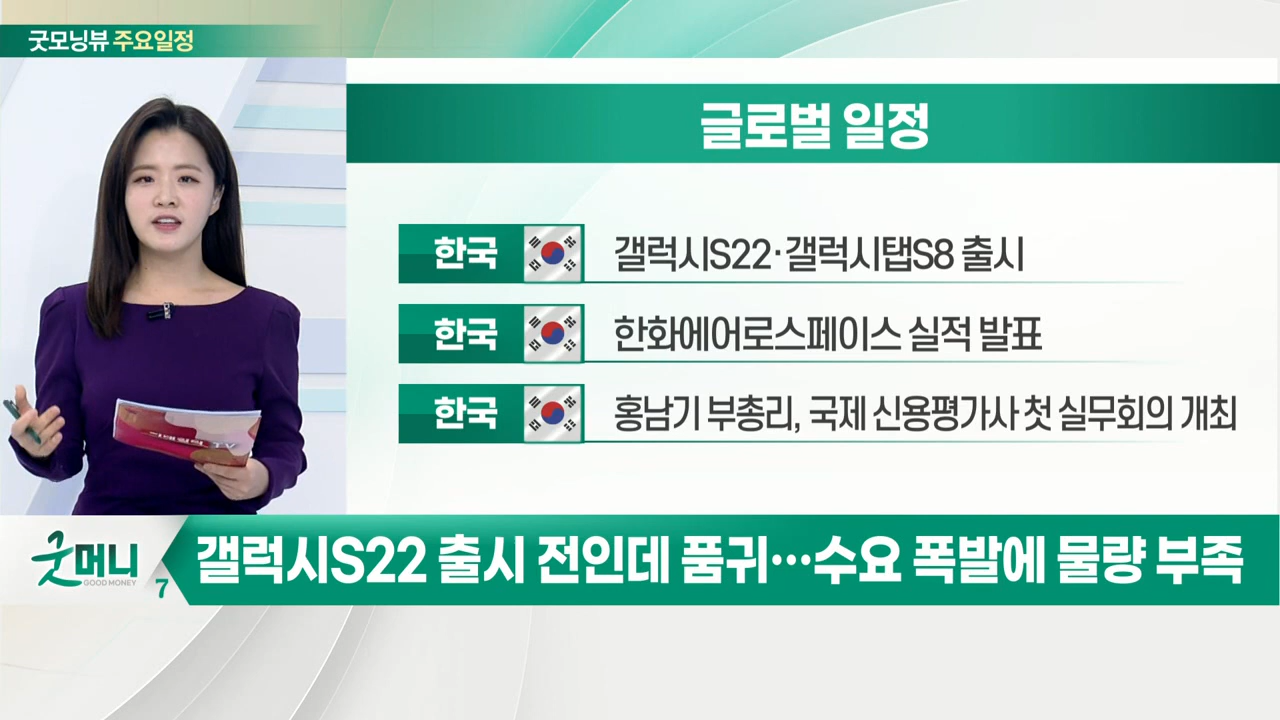 굿모닝뷰 주요일정
글로벌 일정
한국 갤럭시S22·갤럭시탭S8 출시
한국 한화에어로스페이스 실적 발표
한국 홍남기 부총리, 국제 신용평가사 첫 실무회의 개최
굿머니
GOOD MONEY
7
갤럭시S22 출시 전인데 품귀…수요 폭발에 물량 부족